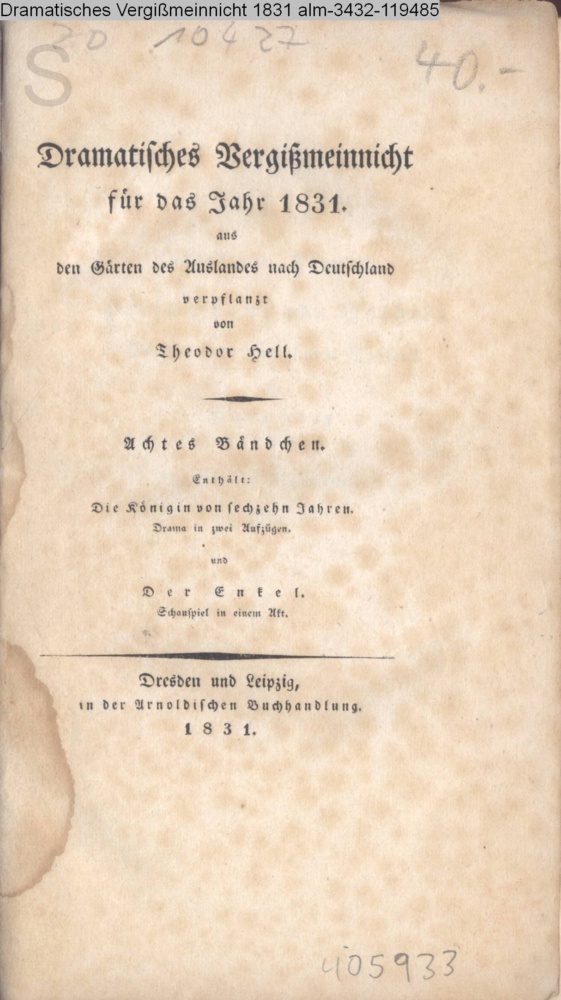 Dramatisches Vergißmeinnicht 1831 alm-3432-119485
20 10427
40.-
S
Dramatisches Vergißmeinnicht
für das Jahr 1831.
aus
den Gärten des Auslandes nach Deutschland
verpflanzt
von
Theodor Hell.
Achtes Bändchen.
Enthält:
Die Königin von sechzehn Jahren.
Drama in zwei Aufzügen.
und
Der Enkel.
Schauspiel in einem Akt.
Dresden und Leipzig,
in der Arnoldischen Buchhandlung.
1831.
405933